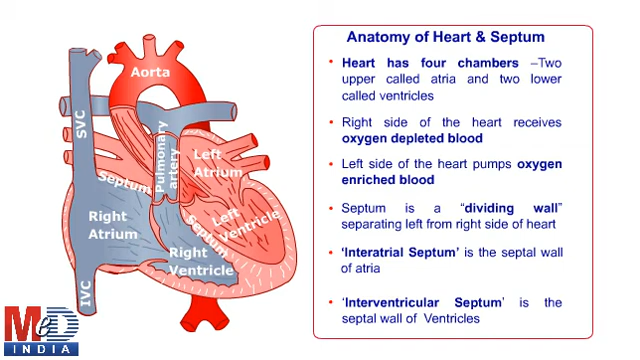 Aorta
SVC
Pulmonary
artery
Left
Atrium
Septum
Right
Atrium
Left
Ventricle
Septum
Right
Ventricle
IVC
MeD
INDIA
Anatomy of Heart & Septum
• Heart has four chambers –Two
upper called atria and two lower
called ventricles
• Right side of the heart receives
oxygen depleted blood
• Left side of the heart pumps oxygen
enriched blood
• Septum is a “dividing wall”
separating left from right side of heart
• ‘Interatrial Septum’ is the septal wall
of atria
• ‘Interventricular Septum’ is the
septal wall of Ventricles